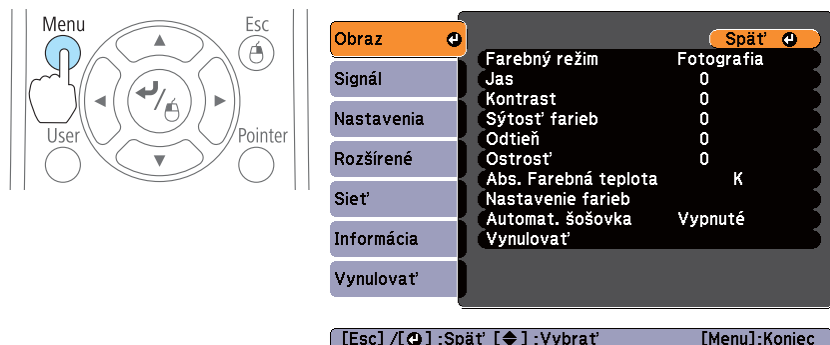 Menu
Esc
User
Pointer
Obraz
Signál
Nastavenia
Rozšírené
Sieť
Informácia
Vynulovať
Späť
Farebný režim Fotografia
Jas 0
Kontrast 0
Sýtosť farieb 0
Odtieň 0
Ostrosť 0
Abs. Farebná teplota K
Nastavenie farieb
Automat. šošovka Vypnuté
Vynulovať
[Esc] /[ ] :Späť [ ] :Vybrať [Menu]:Koniec